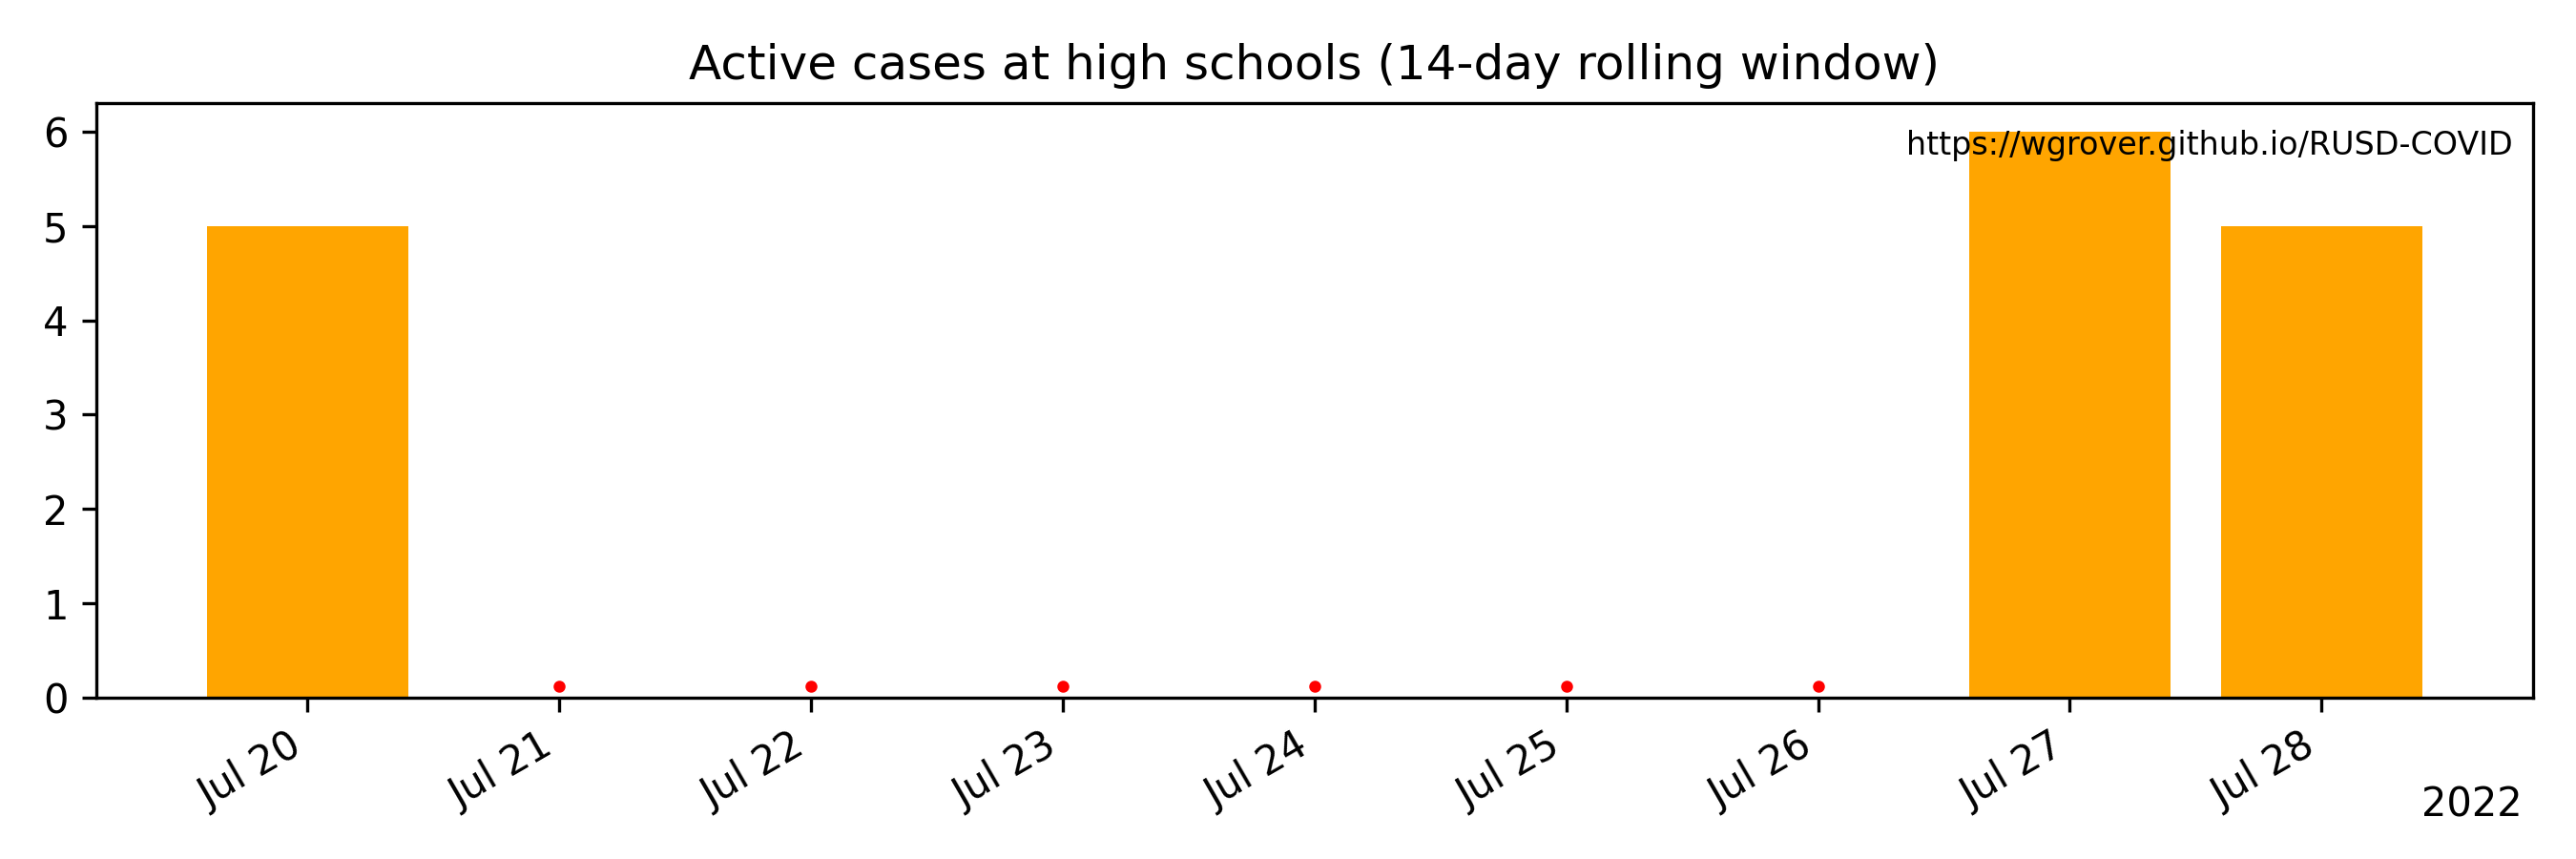 Active cases at high schools (14-day rolling window)
https://wgrover.github.io/RUSD-COVID
6
5
4
3
2
1
0
Jul 20
Jul 21
Jul 22
Jul 23
Jul 24
Jul 25
Jul 26
Jul 27
Jul 28
2022